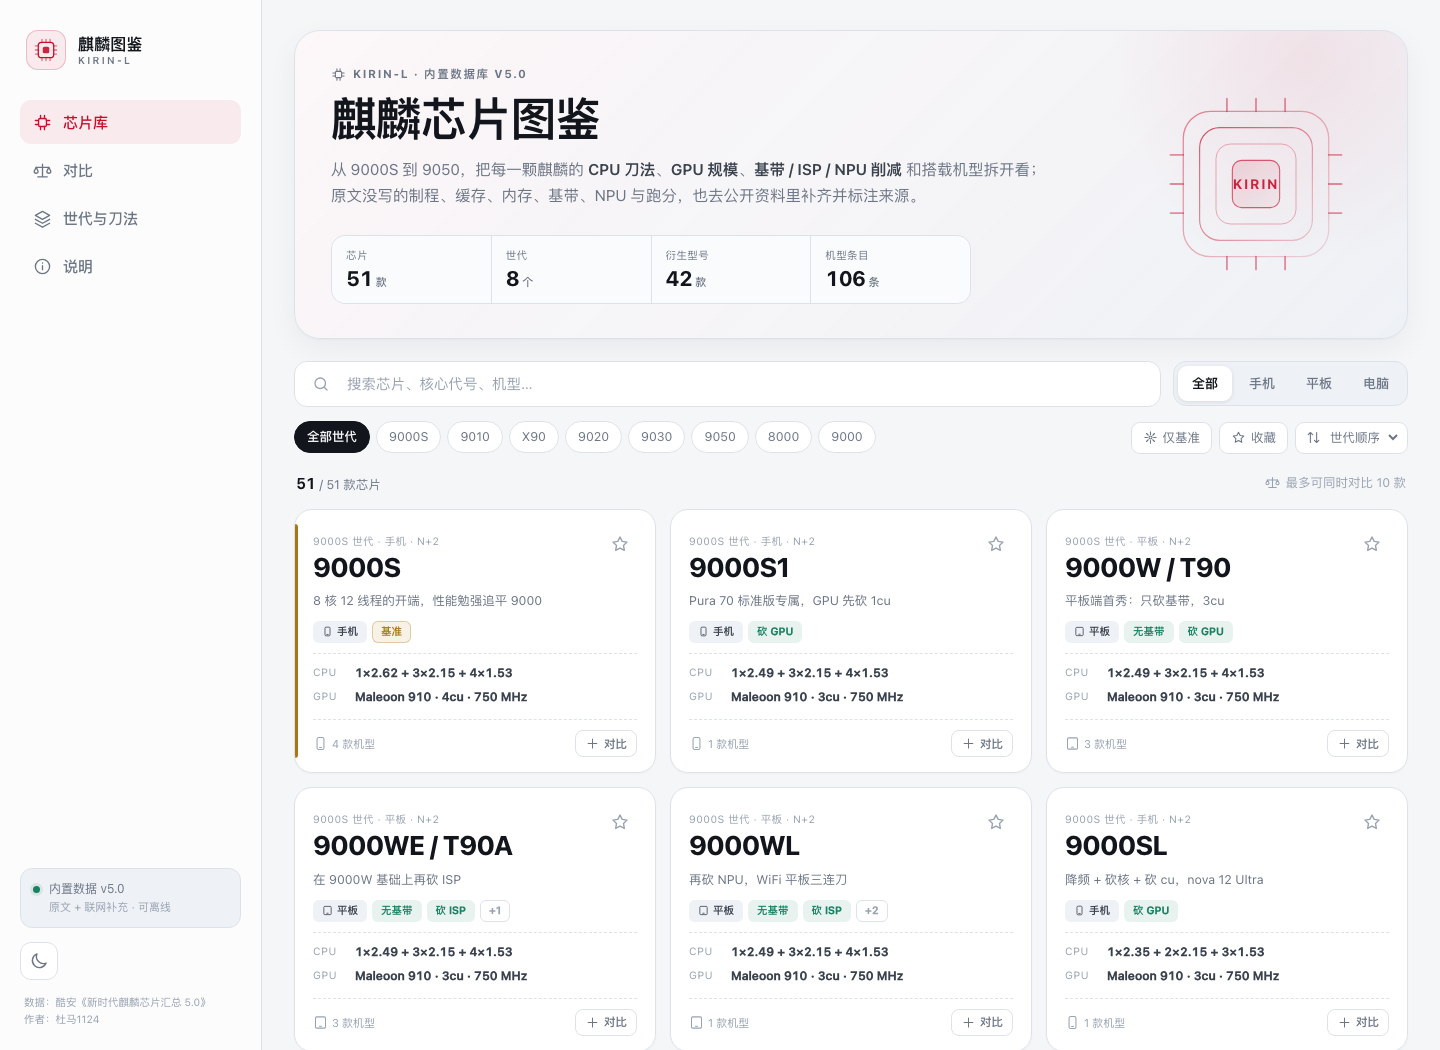 麒麟图鉴
KIRIN-L
芯片库
对比
世代与刀法
说明
内置数据 v5.0
原文 + 联网补充 · 可离线
数据：酷安《新时代麒麟芯片汇总 5.0》
作者：杜马1124
KIRIN-L · 内置数据库 V5.0
麒麟芯片图鉴
从 9000S 到 9050，把每一颗麒麟的 CPU 刀法、GPU 规模、基带 / ISP / NPU 削减 和搭载机型拆开看；
原文没写的制程、缓存、内存、基带、NPU 与跑分，也去公开资料里补齐并标注来源。
芯片
51 款
世代
8 个
衍生型号
42 款
机型条目
106 条
KIRIN
搜索芯片、核心代号、机型...
全部 手机 平板 电脑
全部世代 9000S 9010 X90 9020 9030 9050 8000 9000
仅基准 收藏 世代顺序
51 / 51 款芯片
最多可同时对比 10 款
9000S 世代 · 手机 · N+2
9000S
8 核 12 线程的开端，性能勉强追平 9000
手机 基准
CPU 1×2.62 + 3×2.15 + 4×1.53
GPU Maleoon 910 · 4cu · 750 MHz
4 款机型 对比
9000S 世代 · 手机 · N+2
9000S1
Pura 70 标准版专属，GPU 先砍 1cu
手机 砍 GPU
CPU 1×2.49 + 3×2.15 + 4×1.53
GPU Maleoon 910 · 3cu · 750 MHz
1 款机型 对比
9000S 世代 · 平板 · N+2
9000W / T90
平板端首秀：只砍基带，3cu
平板 无基带 砍 GPU
CPU 1×2.49 + 3×2.15 + 4×1.53
GPU Maleoon 910 · 3cu · 750 MHz
3 款机型 对比
9000S 世代 · 平板 · N+2
9000WE / T90A
在 9000W 基础上再砍 ISP
平板 无基带 砍 ISP +1
CPU 1×2.49 + 3×2.15 + 4×1.53
GPU Maleoon 910 · 3cu · 750 MHz
3 款机型 对比
9000S 世代 · 平板 · N+2
9000WL
再砍 NPU，WiFi 平板三连刀
平板 无基带 砍 ISP +2
CPU 1×2.49 + 3×2.15 + 4×1.53
GPU Maleoon 910 · 3cu · 750 MHz
1 款机型 对比
9000S 世代 · 手机 · N+2
9000SL
降频 + 砍核 + 砍 cu，nova 12 Ultra
手机 砍 GPU
CPU 1×2.35 + 2×2.15 + 3×1.53
GPU Maleoon 910 · 3cu · 750 MHz
1 款机型 对比